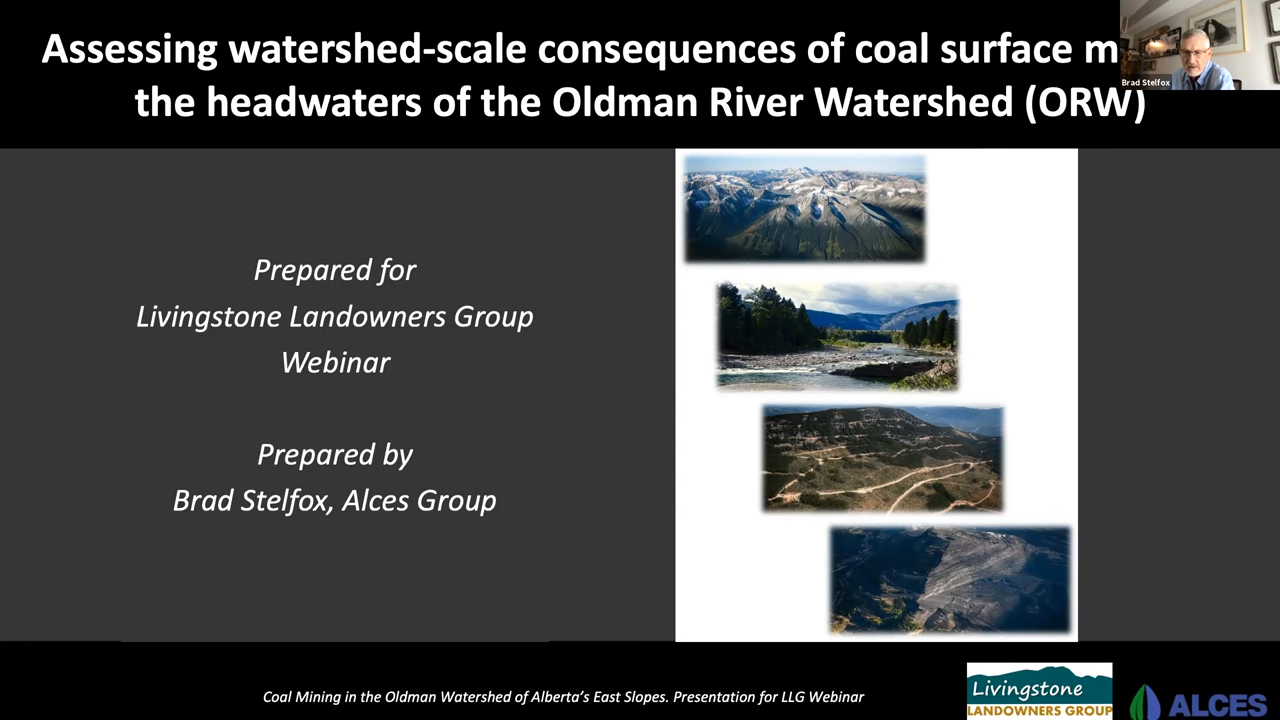 Assessing watershed-scale consequences of coal surface m
the headwaters of the Oldman River Watershed (ORW)
Brad Stelfox
Prepared for
Livingstone Landowners Group
Webinar
Prepared by
Brad Stelfox, Alces Group
Coal Mining in the Oldman Watershed of Alberta's East Slopes. Presentation for LLG Webinar
Livingstone
LANDOWNERS GROUP
ALCES